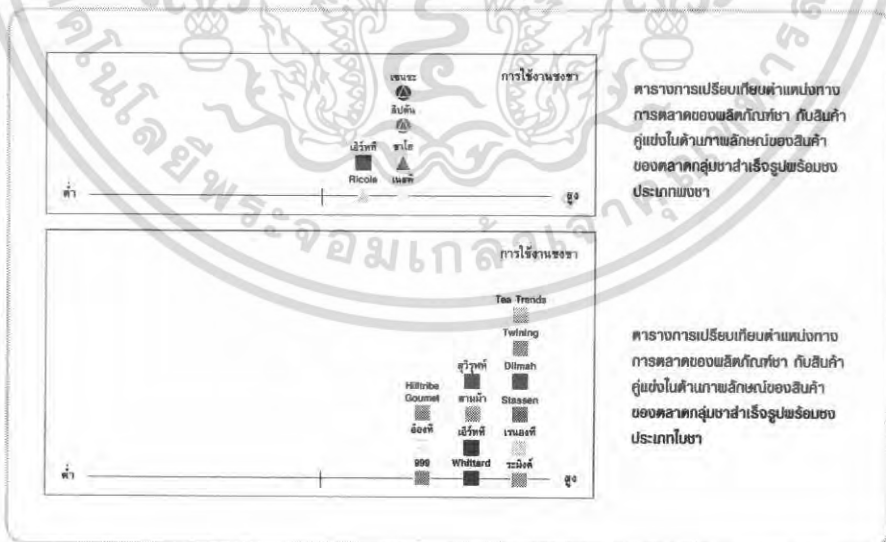 การใช้งานชงชา
เซนชะ
ลิปตัน
เอิร์ทที ชาไฮ
Ricola เนสที
ต่ำ สูง
ตารางการเปรียบเทียบตำแหน่งทาง
การตลาดของผลิตภัณฑ์ชา กับสินค้า
คู่แข่งในด้านภาพลักษณ์ของสินค้า
ของตลาดกลุ่มชาสำเร็จรูปพร้อมชง
ประเภทผงชา
การใช้งานชงชา
Tea Trends
Twining
สุวิรุฬห์ Dilmah
Hilltribe
Goumet สามม้า Stassen
อ๋องที เอิร์ทที เรนองที
999 Whittard ระมิงค์
ต่ำ สูง
ตารางการเปรียบเทียบตำแหน่งทาง
การตลาดของผลิตภัณฑ์ชา กับสินค้า
คู่แข่งในด้านภาพลักษณ์ของสินค้า
ของตลาดกลุ่มชาสำเร็จรูปพร้อมชง
ประเภทใบชา